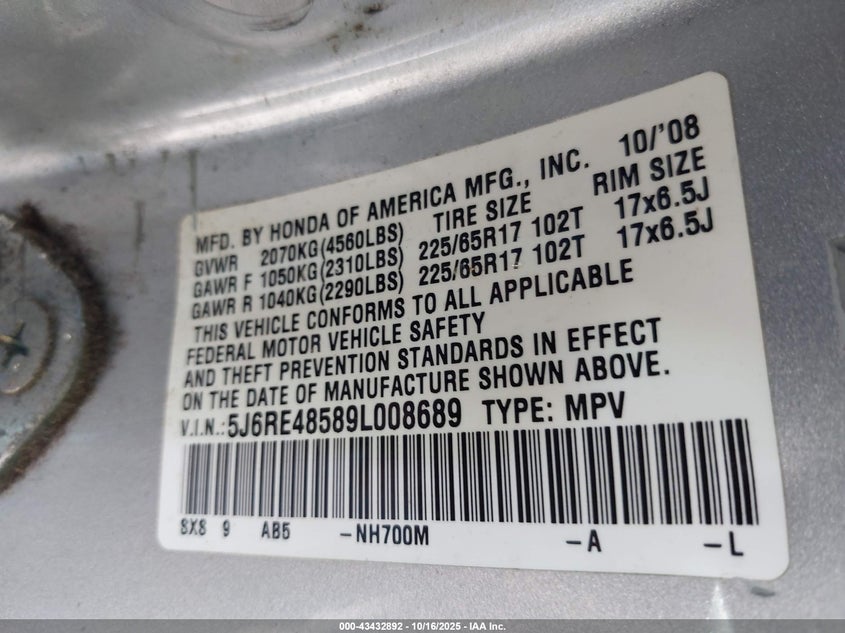 MFD. BY HONDA OF AMERICA MFG., INC. 10/'08
GVWR 2070KG(4560LBS) TIRE SIZE RIM SIZE
GAWR F 1050KG(2310LBS) 225/65R17 102T 17x6.5J
GAWR R 1040KG(2290LBS) 225/65R17 102T 17x6.5J
THIS VEHICLE CONFORMS TO ALL APPLICABLE
FEDERAL MOTOR VEHICLE SAFETY
AND THEFT PREVENTION STANDARDS IN EFFECT
ON THE DATE OF MANUFACTURE SHOWN ABOVE.
V.I.N.:5J6RE48589L008689 TYPE: MPV
8X8 9 AB5 -NH700M -A -L
000-43432892 - 10/16/2025 - IAA Inc.